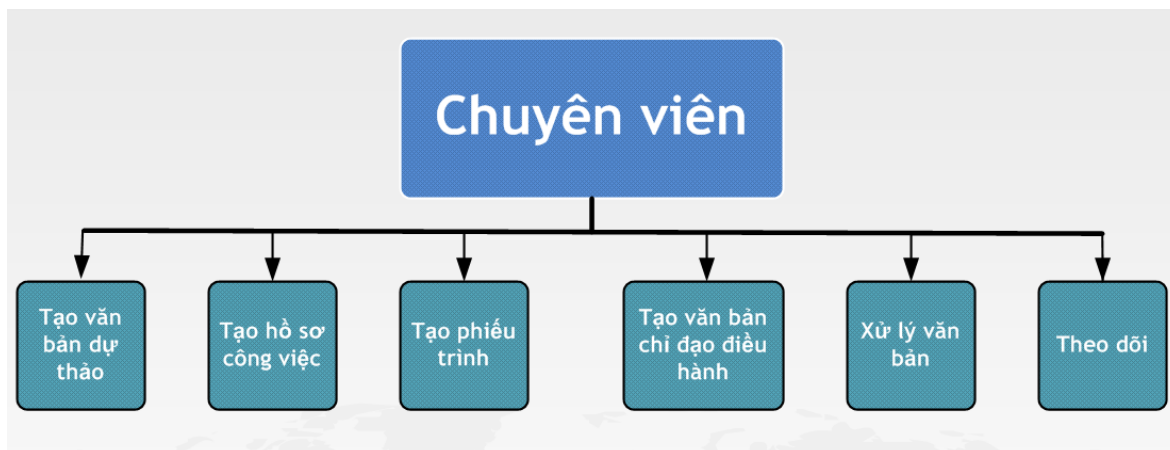 Chuyên viên
Tạo văn
bản dự
thảo
Tạo hồ sơ
công việc
Tạo phiếu
trình
Tạo văn bản
chỉ đạo điều
hành
Xử lý văn
bản
Theo dõi